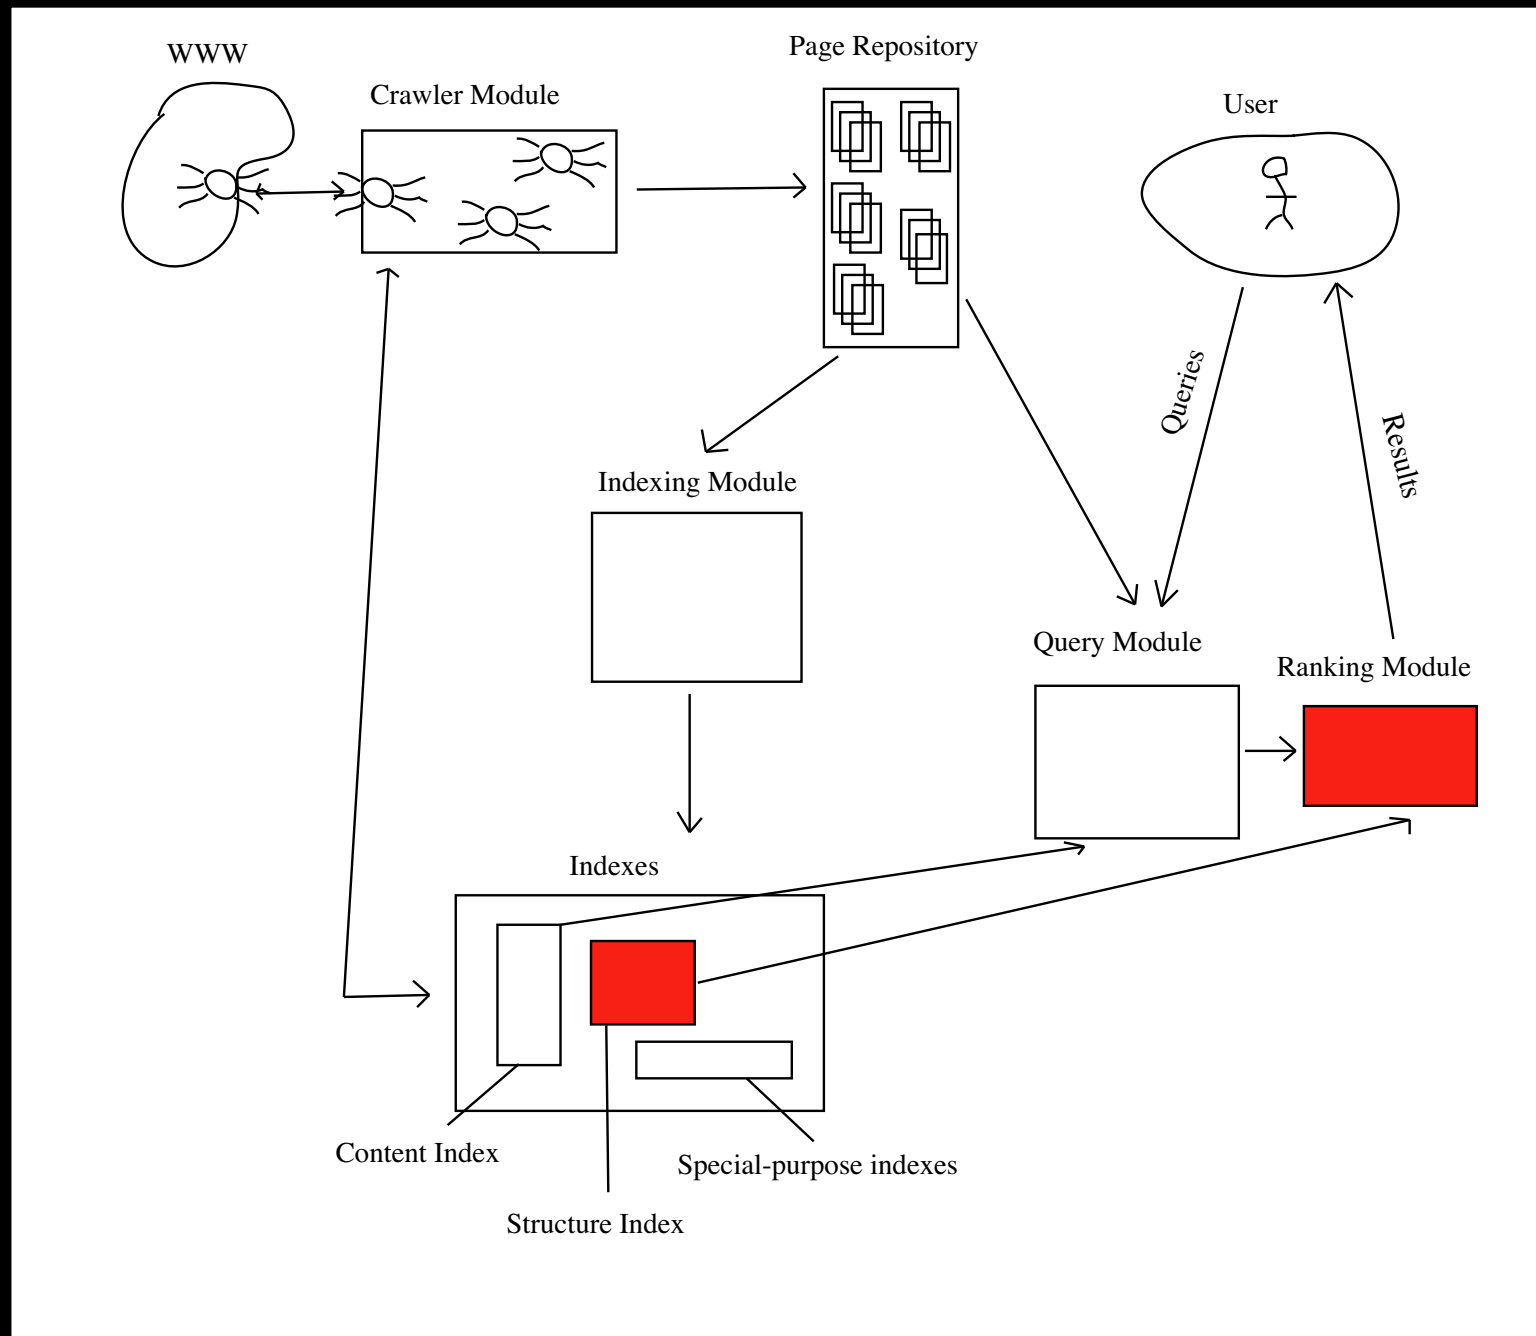 WWW
Crawler Module
Page Repository
User
Queries
Results
Indexing Module
Query Module
Ranking Module
Indexes
Content Index
Special-purpose indexes
Structure Index